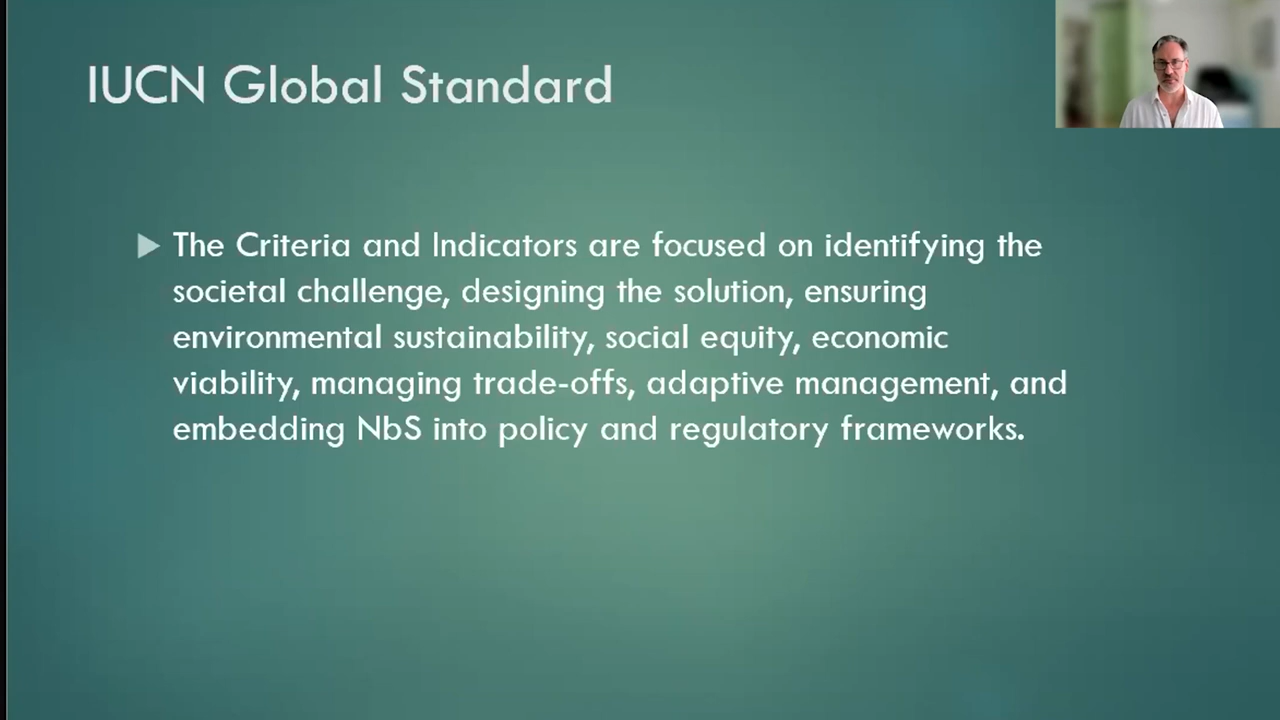 IUCN Global Standard
The Criteria and Indicators are focused on identifying the
societal challenge, designing the solution, ensuring
environmental sustainability, social equity, economic
viability, managing trade-offs, adaptive management, and
embedding NbS into policy and regulatory frameworks.